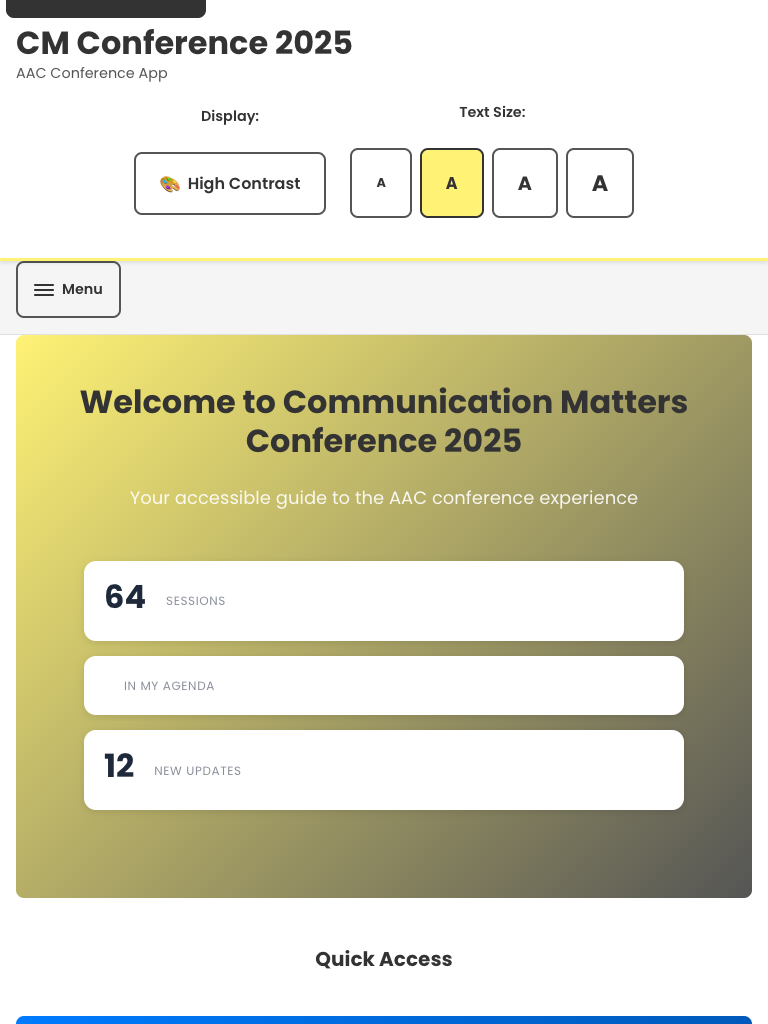 CM Conference 2025
AAC Conference App
Display:
Text Size:
High Contrast
A A A A
Menu
Welcome to Communication Matters
Conference 2025
Your accessible guide to the AAC conference experience
64 SESSIONS
IN MY AGENDA
12 NEW UPDATES
Quick Access